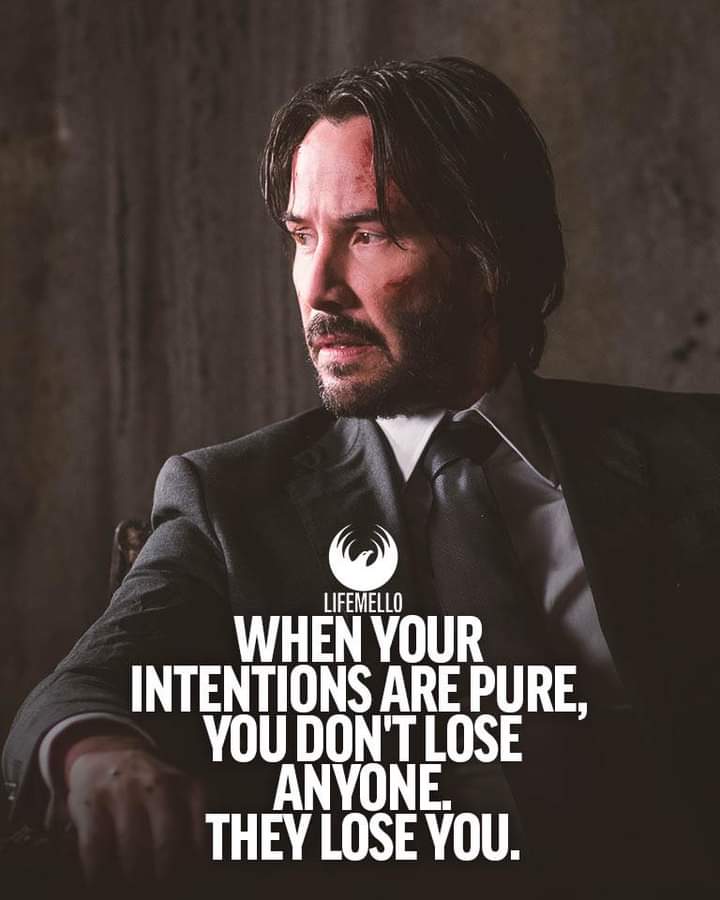 LIFEMELLO
WHEN YOUR
INTENTIONS ARE PURE,
YOU DON'T LOSE
ANYONE.
THEY LOSE YOU.